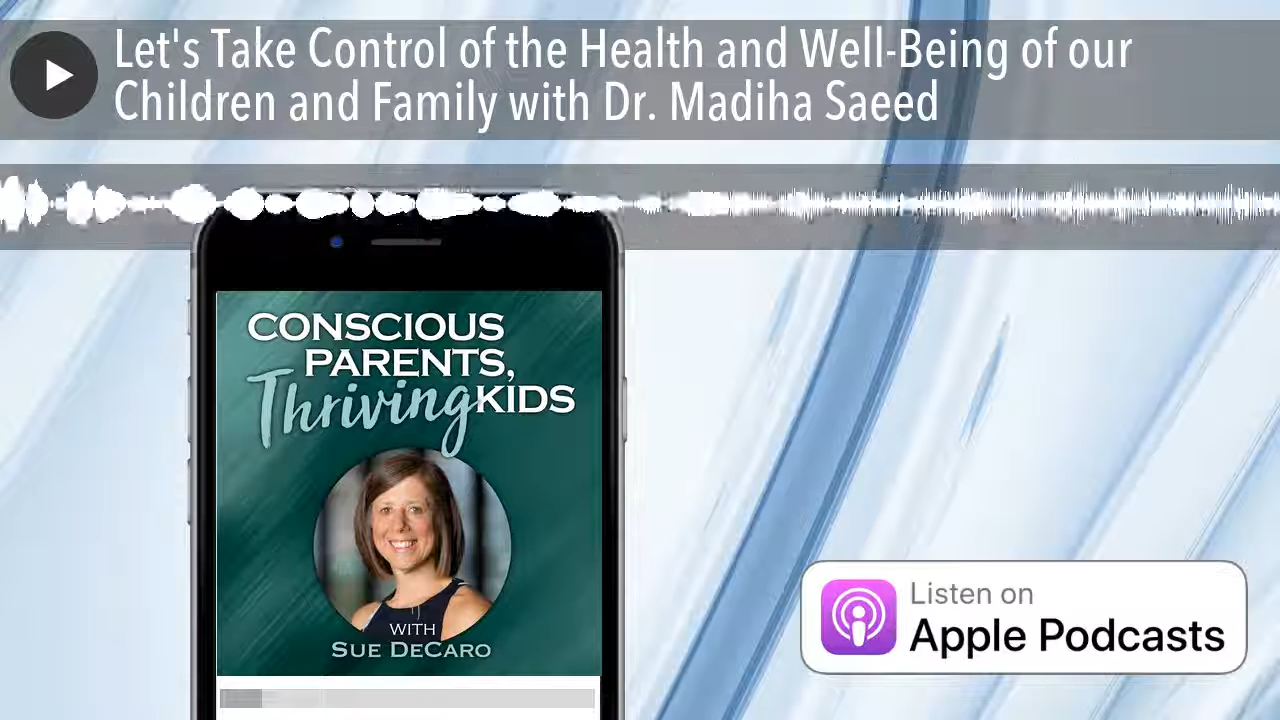 Let's Take Control of the Health and Well-Being of our
Children and Family with Dr. Madiha Saeed
CONSCIOUS
PARENTS,
Thriving KIDS
WITH
SUE DECARO
Listen on
Apple Podcasts